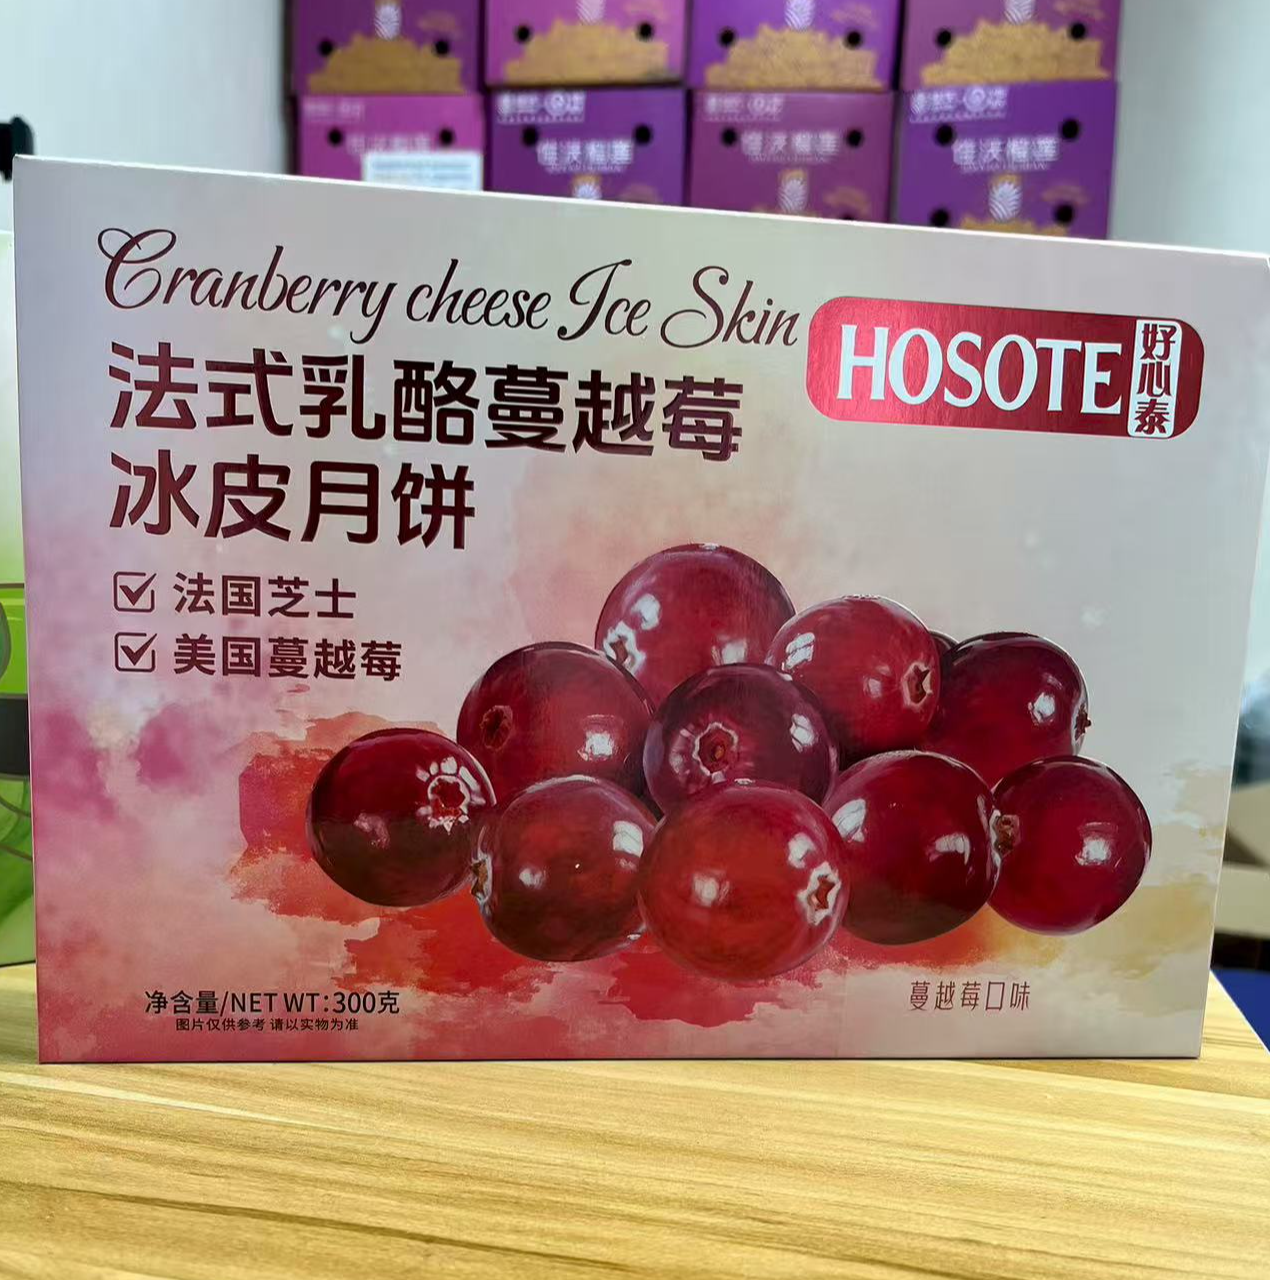 Cranberry cheese Ice Skin
HOSOTE
好心泰
法式乳酪蔓越莓
冰皮月饼
法国芝士
美国蔓越莓
净含量/NET WT:300克
图片仅供参考 请以实物为准
蔓越莓口味